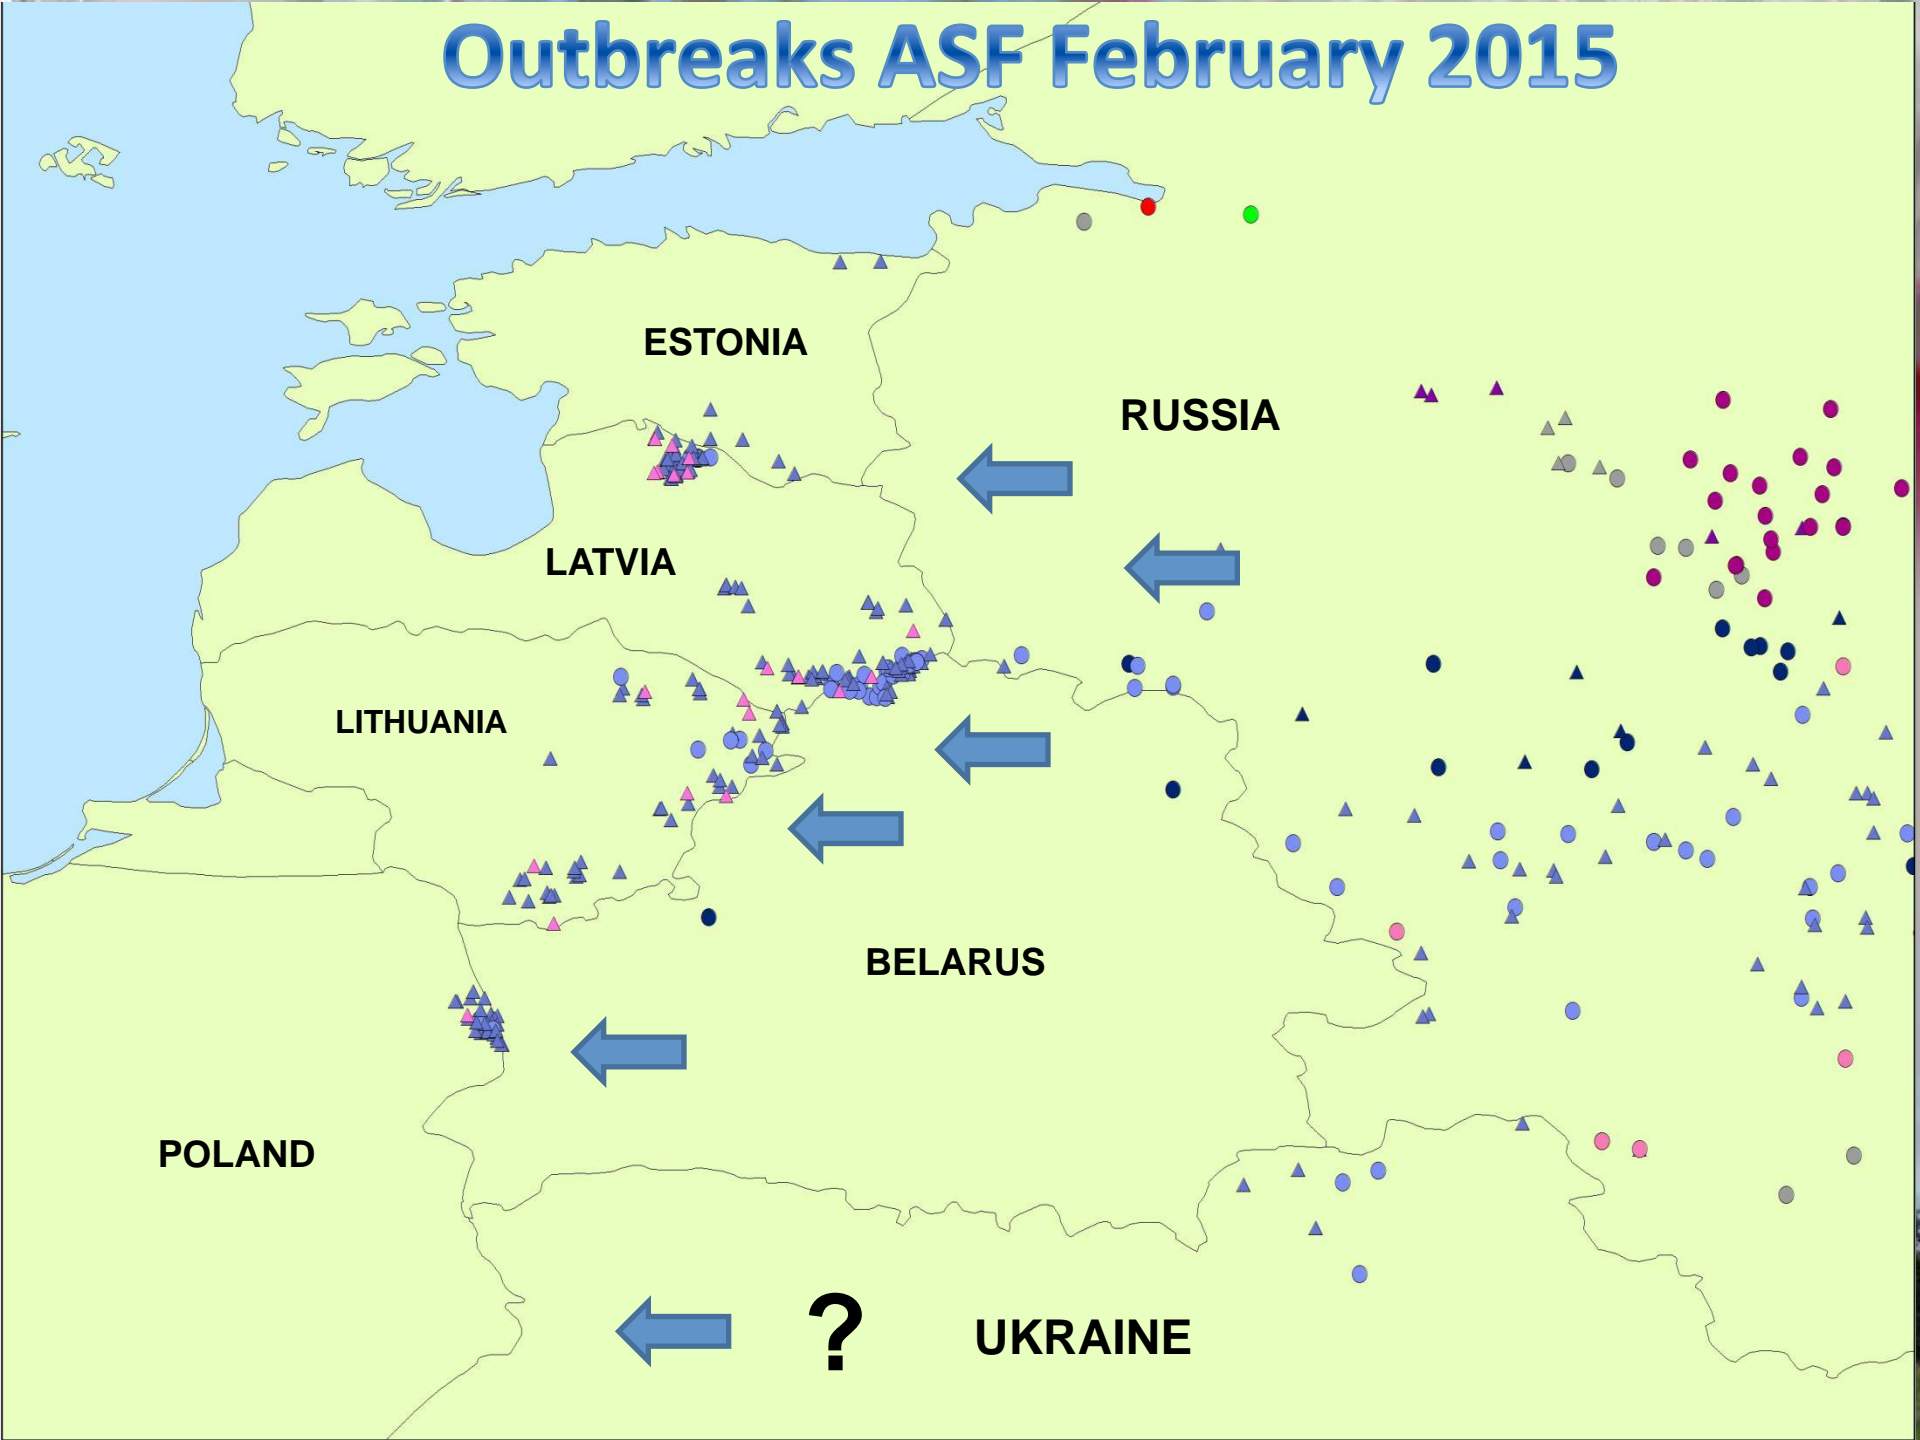 Outbreaks ASF February 2015
ESTONIA
RUSSIA
LATVIA
LITHUANIA
BELARUS
POLAND
? UKRAINE